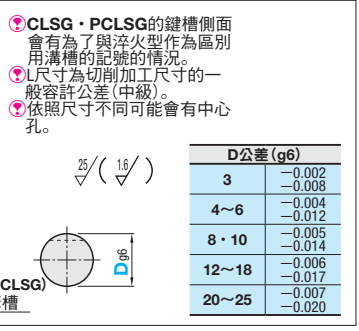 CLSG・PCLSG的鍵槽側面
會有為了與淬火型作為區別
用溝槽的記號的情況。
L尺寸為切削加工尺寸的一
般容許公差(中級)。
依照尺寸不同可能會有中心
孔。
25 ( 1.6 )
D公差(g6)
3 −0.002 −0.008
4～6 −0.004 −0.012
8・10 −0.005 −0.014
12～18 −0.006 −0.017
20～25 −0.007 −0.020
D g6
CLSG)
槽